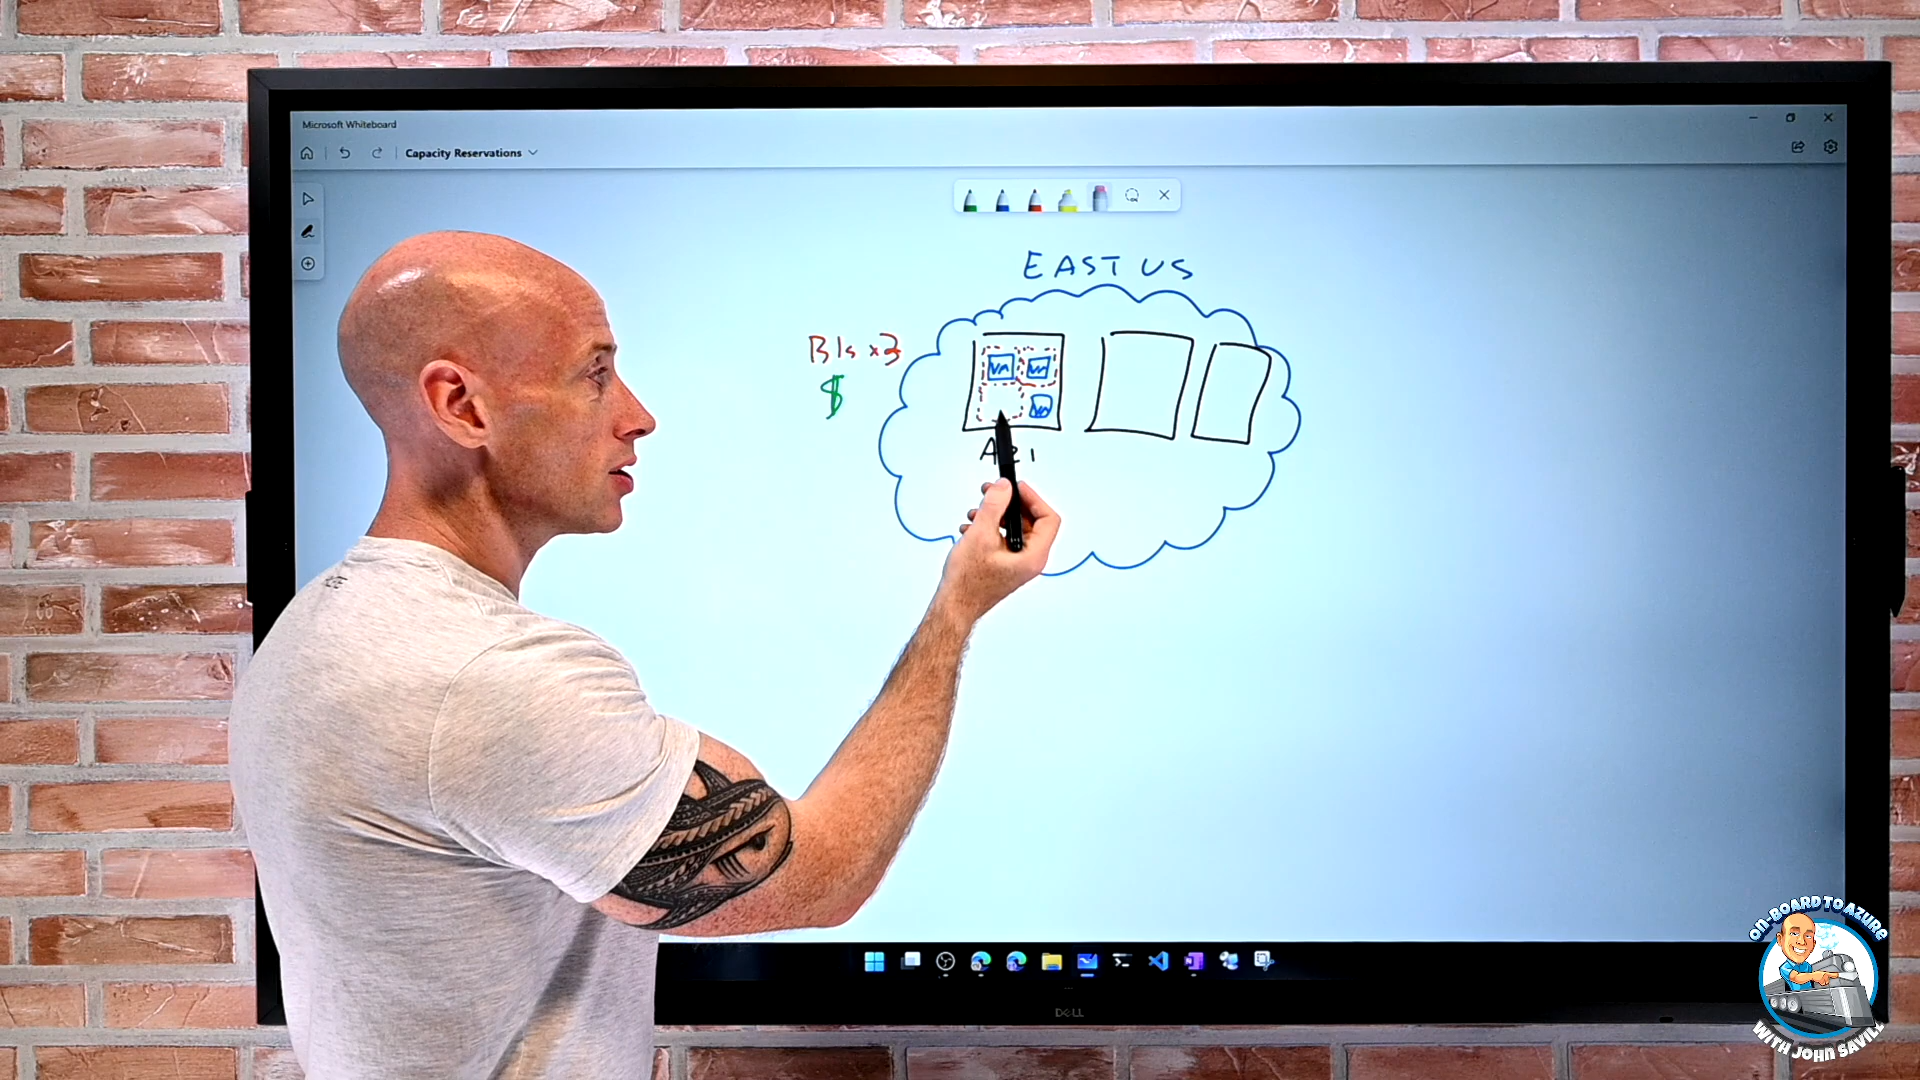 Microsoft Whiteboard
Capacity Reservations
EAST US
B1s x3
$
VM VM
VM
AZ1
DELL
ON-BOARD TO AZURE
WITH JOHN SAVILL